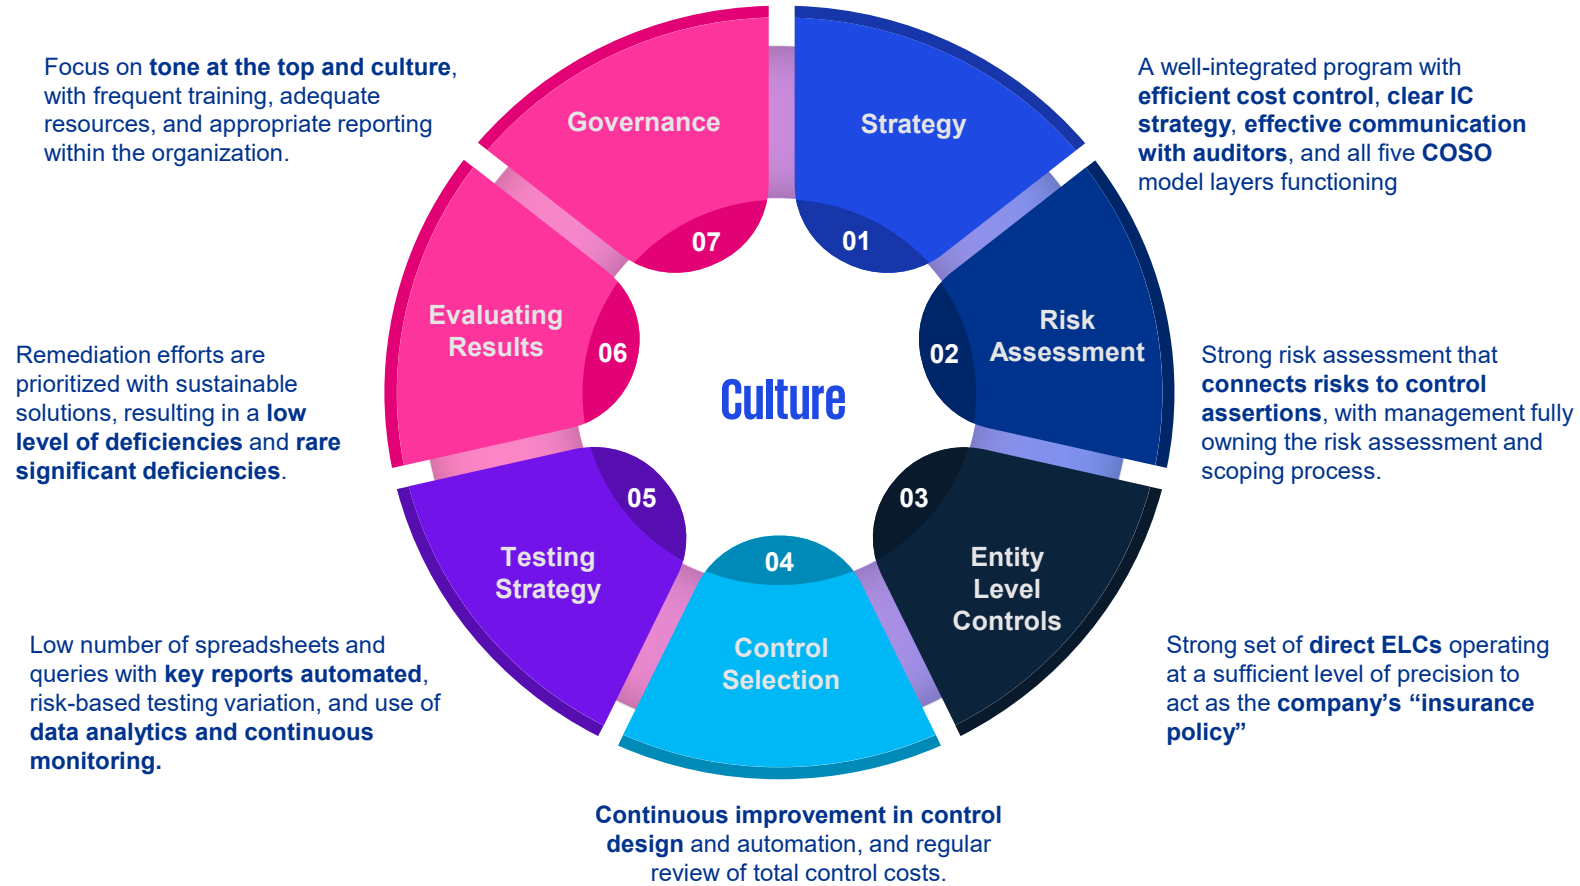 Strategy
01
A well-integrated program with
efficient cost control, clear IC
strategy, effective communication
with auditors, and all five COSO
model layers functioning
Risk
Assessment
02
Strong risk assessment that
connects risks to control
assertions, with management fully
owning the risk assessment and
scoping process.
03
Entity
Level
Controls
Strong set of direct ELCs operating
at a sufficient level of precision to
act as the company’s “insurance
policy”
04
Control
Selection
Continuous improvement in control
design and automation, and regular
review of total control costs.
05
Testing
Strategy
Low number of spreadsheets and
queries with key reports automated,
risk-based testing variation, and use of
data analytics and continuous
monitoring.
Evaluating
Results
06
Remediation efforts are
prioritized with sustainable
solutions, resulting in a low
level of deficiencies and rare
significant deficiencies.
Governance
07
Focus on tone at the top and culture,
with frequent training, adequate
resources, and appropriate reporting
within the organization.
Culture